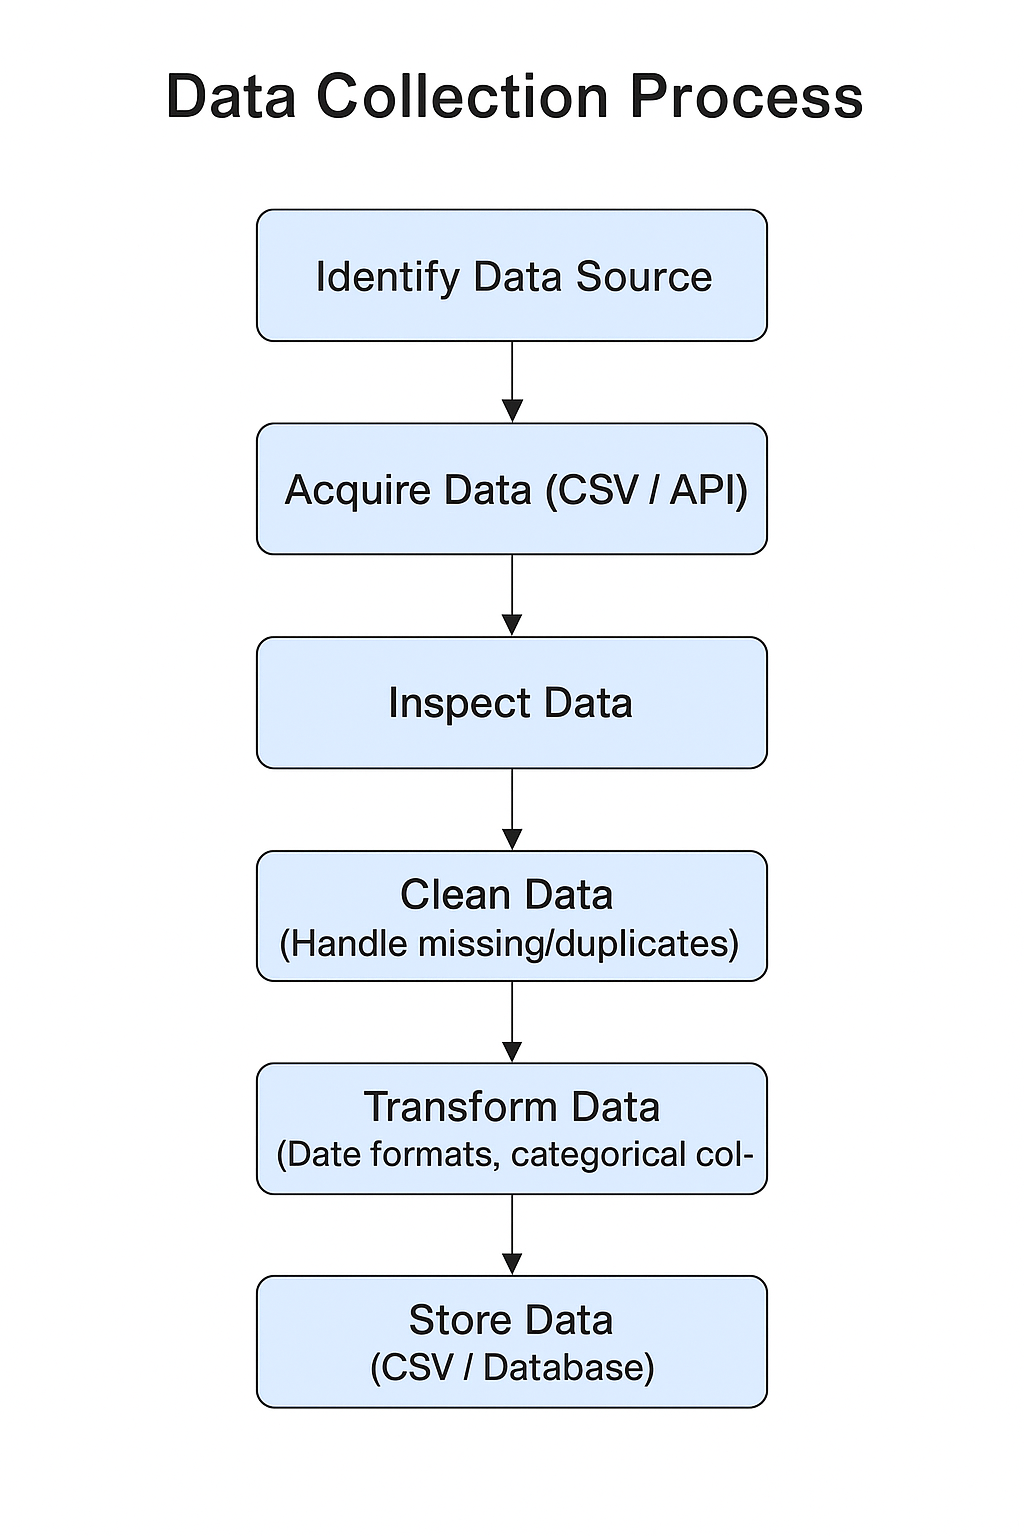 Data Collection Process
Identify Data Source
Acquire Data (CSV / API)
Inspect Data
Clean Data
(Handle missing/duplicates)
Transform Data
(Date formats, categorical col-
Store Data
(CSV / Database)